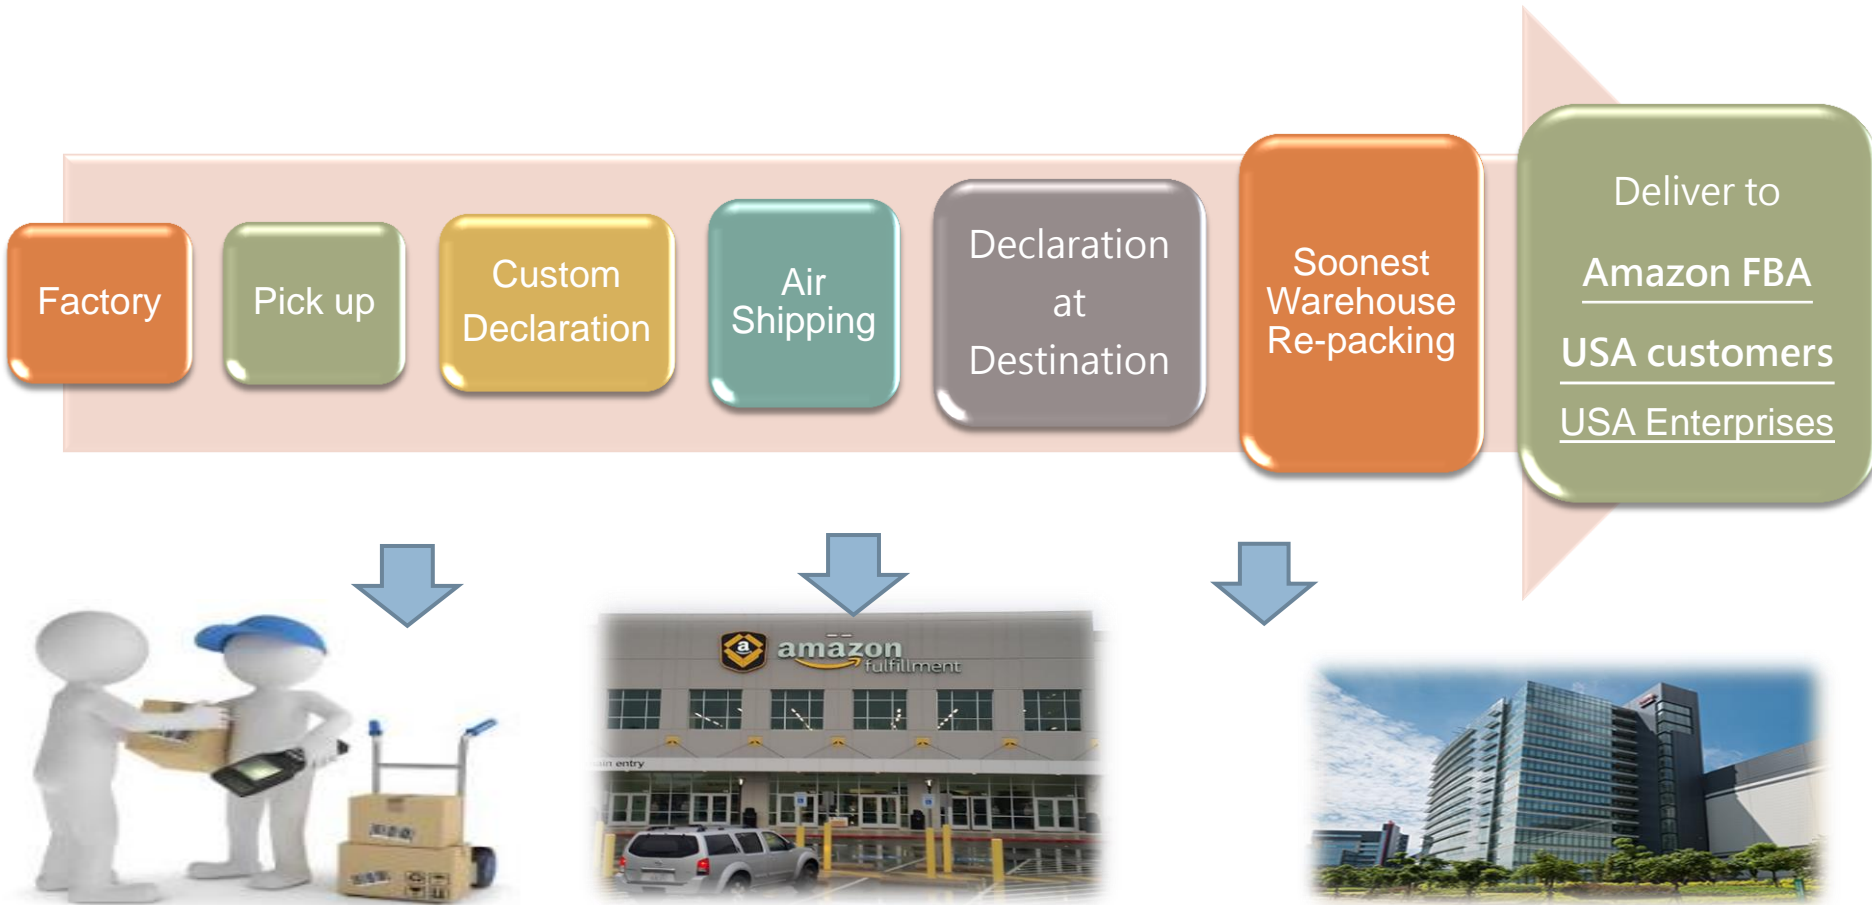 Factory
Pick up
Custom
Declaration
Air
Shipping
Declaration
at
Destination
Soonest
Warehouse
Re-packing
Deliver to
Amazon FBA
USA customers
USA Enterprises
a
amazon
fulfillment
entry